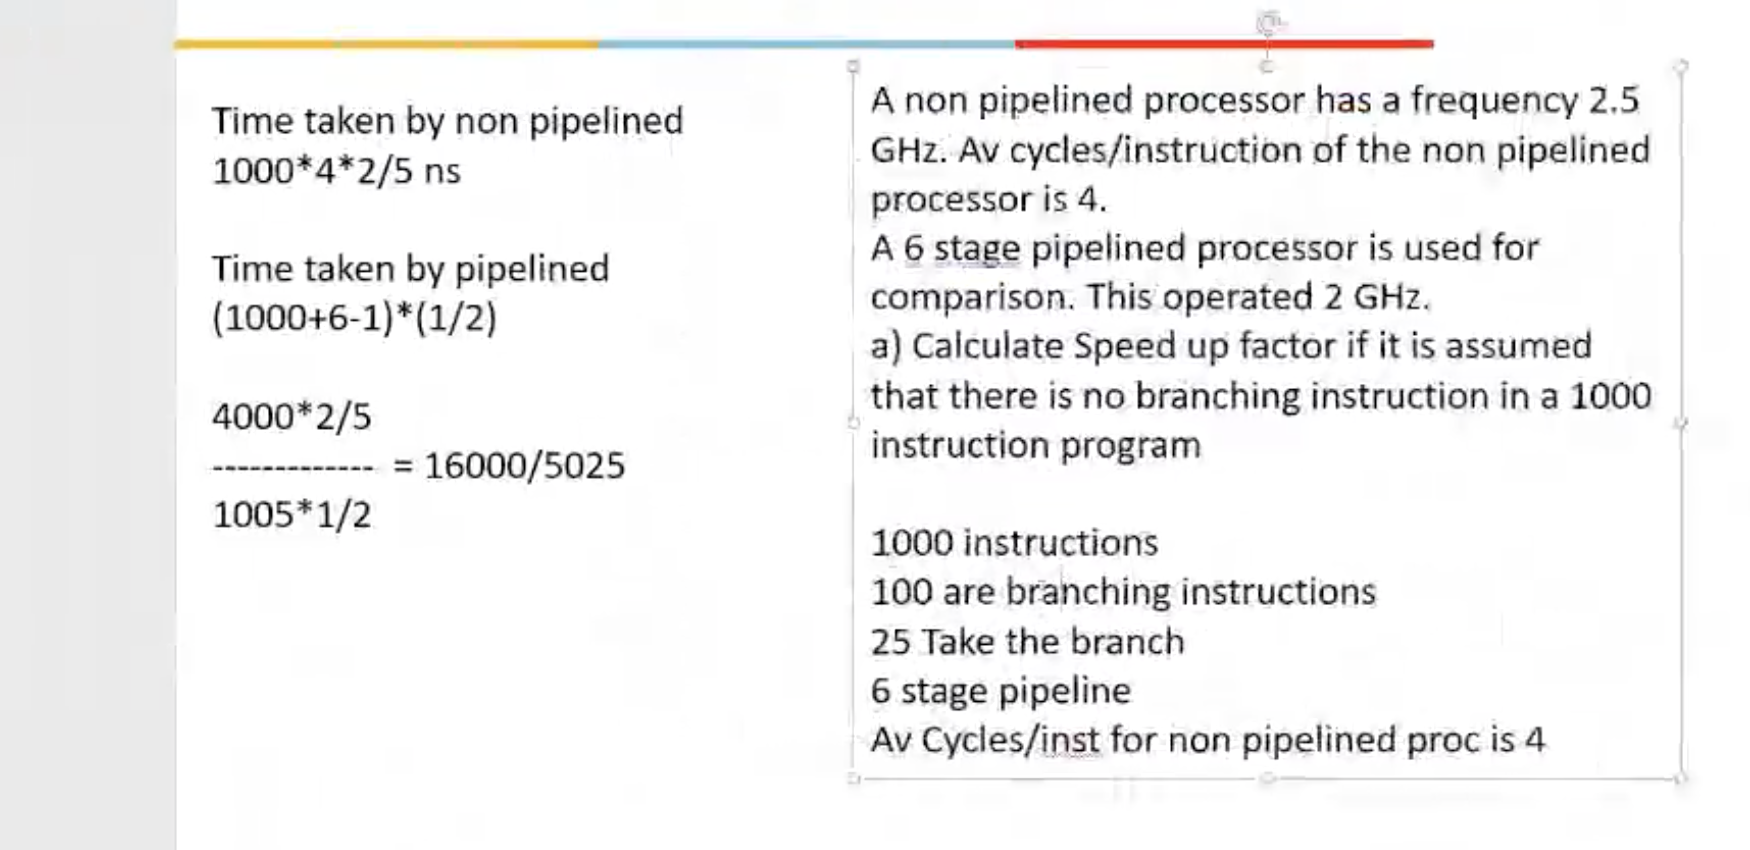 Time taken by non pipelined
1000*4*2/5 ns
Time taken by pipelined
(1000+6-1)*(1/2)
4000*2/5
------------- = 16000/5025
1005*1/2
A non pipelined processor has a frequency 2.5
GHz. Av cycles/instruction of the non pipelined
processor is 4.
A 6 stage pipelined processor is used for
comparison. This operated 2 GHz.
a) Calculate Speed up factor if it is assumed
that there is no branching instruction in a 1000
instruction program
1000 instructions
100 are branching instructions
25 Take the branch
6 stage pipeline
Av Cycles/inst for non pipelined proc is 4